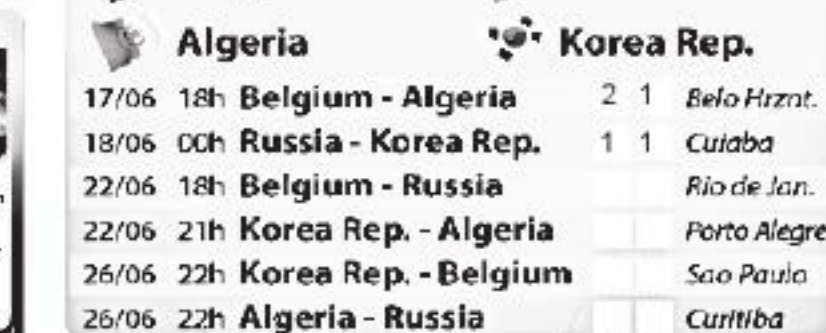 Algeria Korea Rep.
17/06 18h Belgium - Algeria 2 1 Belo Hrznt.
18/06 00h Russia - Korea Rep. 1 1 Cuiaba
22/06 18h Belgium - Russia Rio de Jan.
22/06 21h Korea Rep. - Algeria Porto Alegre
26/06 22h Korea Rep. - Belgium Sao Paulo
26/06 22h Algeria - Russia Curitiba